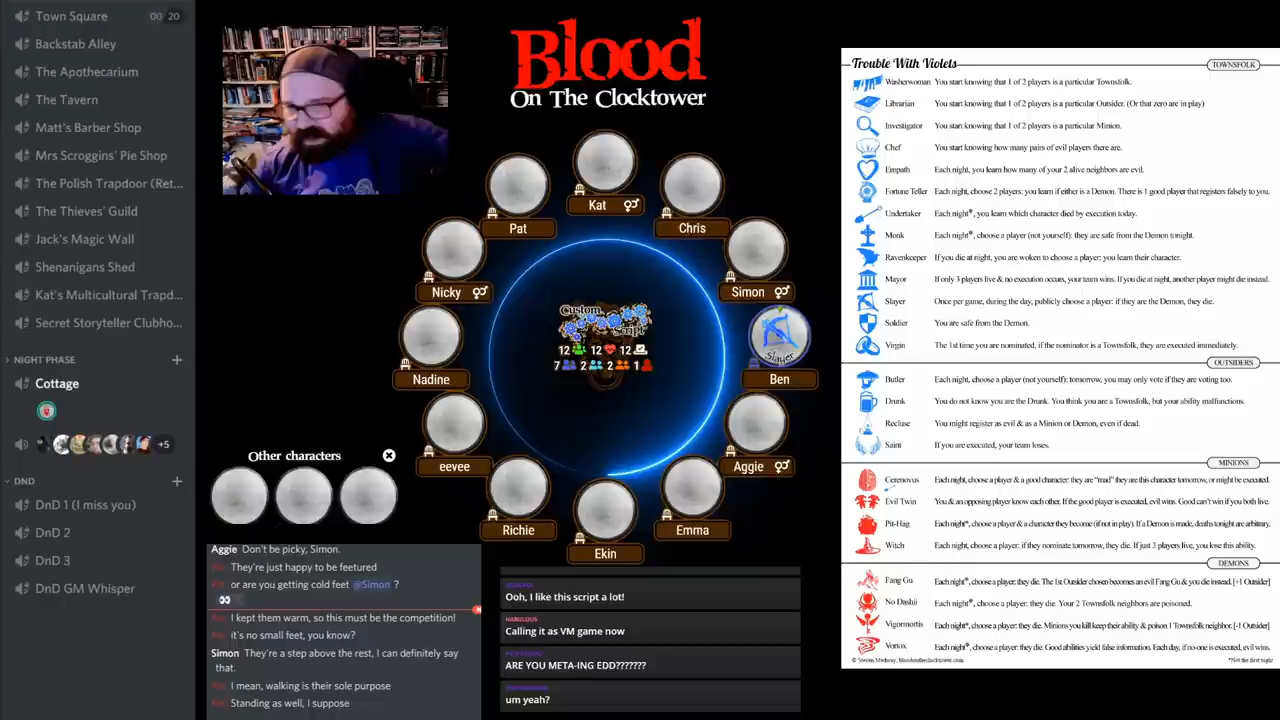 Town Square 00 20
Backstab Alley
The Apothecarium
The Tavern
Matt's Barber Shop
Mrs Scroggins' Pie Shop
The Polish Trapdoor (Ret...
The Thieves' Guild
Jack's Magic Wall
Shenanigans Shed
Multicultural Trapd...
Secret Storyteller Clubho...
NIGHT PHASE
Cottage
+5
DND
D&D 1 (I miss you)
D&D 2
D&D 3
D&D GM Whisper
Blood
On The Clocktower
Kat
Pat
Chris
Nicky
Simon
Nadine
Slayer
Ben
eevee
Aggie
Richie
Emma
Ekin
Custom
Script
12 12 12
7 2 2 1
Other characters
Aggie Don't be picky, Simon.
They're just happy to be feetured
or are you getting cold feet @Simon ?
I kept them warm, so this must be the competition!
it's no small feet, you know?
Simon They're a step above the rest, I can definitely say
that.
I mean, walking is their sole purpose
Standing as well, I suppose
Ooh, I like this script a lot!
Calling it as VM game now
ARE YOU META-ING EDD???????
um yeah?
Trouble With Violets
TOWNSFOLK
Washerwoman You start knowing that 1 of 2 players is a particular Townsfolk.
Librarian You start knowing that 1 of 2 players is a particular Outsider. (Or that zero are in play)
Investigator You start knowing that 1 of 2 players is a particular Minion.
Chef You start knowing how many pairs of evil players there are.
Empath Each night, you learn how many of your 2 alive neighbors are evil.
Fortune Teller Each night, choose 2 players: you learn if either is a Demon. There is 1 good player that registers falsely to you.
Undertaker Each night*, you learn which character died by execution today.
Monk Each night*, choose a player (not yourself): they are safe from the Demon tonight.
Ravenkeeper If you die at night, you are woken to choose a player; you learn their character.
Mayor If only 3 players live & no execution occurs, your team wins. If you die at night, another player might die instead.
Slayer Once per game, during the day, publicly choose a player: if they are the Demon, they die.
Soldier You are safe from the Demon.
Virgin The 1st time you are nominated, if the nominator is a Townsfolk, they are executed immediately.
OUTSIDERS
Butler Each night, choose a player (not yourself): tomorrow, you may only vote if they are voting too.
Drunk You do not know you are the Drunk. You think you are a Townsfolk, but your ability malfunctions.
Recluse You might register as evil & as a Minion or Demon, even if dead.
Saint If you are executed, your team loses.
MINIONS
Cerenovus Each night, choose a player & a good character: they are "mad" they are this character tomorrow, or might be executed.
Evil Twin You & an opposing player know each other. If the good player is executed, evil wins. Good can't win if you both live.
Pit-Hag Each night*, choose a player & a character they become (if not in play). If a Demon is made, deaths tonight are arbitrary.
Witch Each night, choose a player: if they nominate tomorrow, they die. If just 3 players live, you lose this ability.
DEMONS
Fang Gu Each night*, choose a player: they die. The 1st Outsider chosen becomes an evil Fang Gu & you die instead. [+1 Outsider]
No Dashii Each night*, choose a player: they die. Your 2 Townsfolk neighbors are poisoned.
Vigormortis Each night*, choose a player: they die. Minions you kill keep their ability & poison 1 Townsfolk neighbor. [-1 Outsider]
Vortox Each night*, choose a player: they die. Good abilities yield false information. Each day, if no-one is executed, evil wins.
© Steven Medway, bloodontheclocktower.com *Not the first night